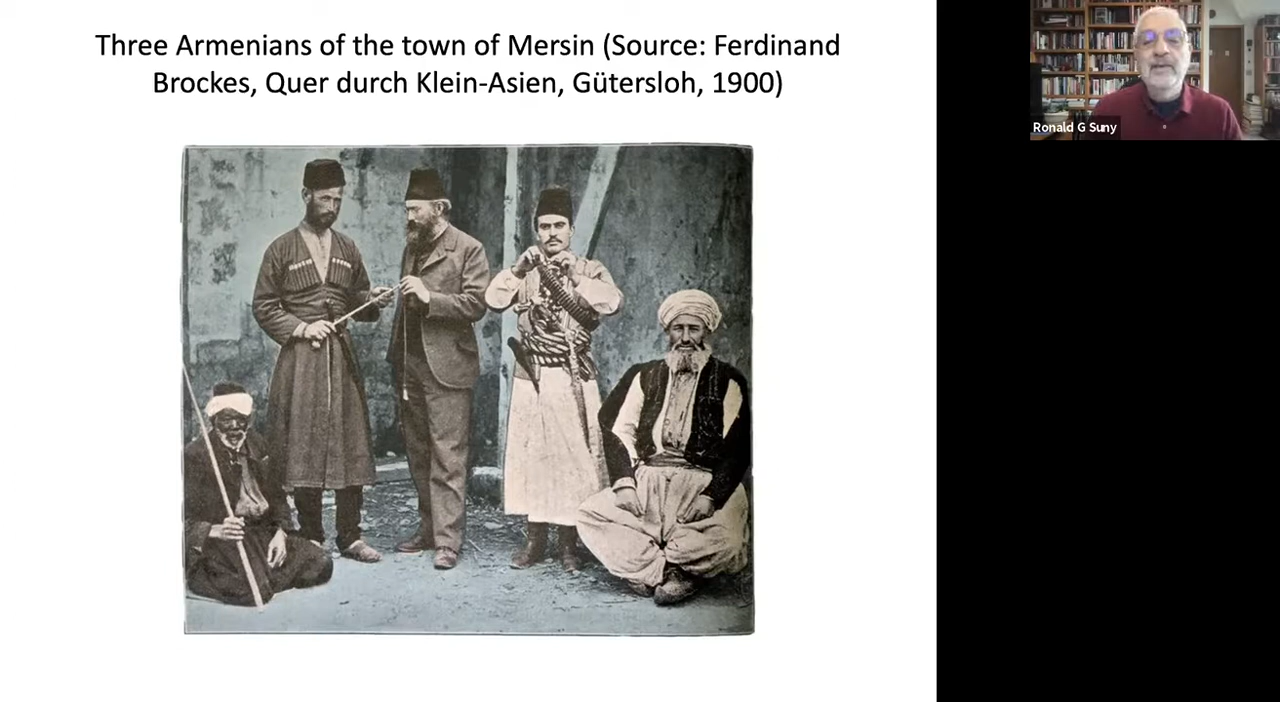 Three Armenians of the town of Mersin (Source: Ferdinand
Brockes, Quer durch Klein-Asien, Gütersloh, 1900)
Ronald G Suny